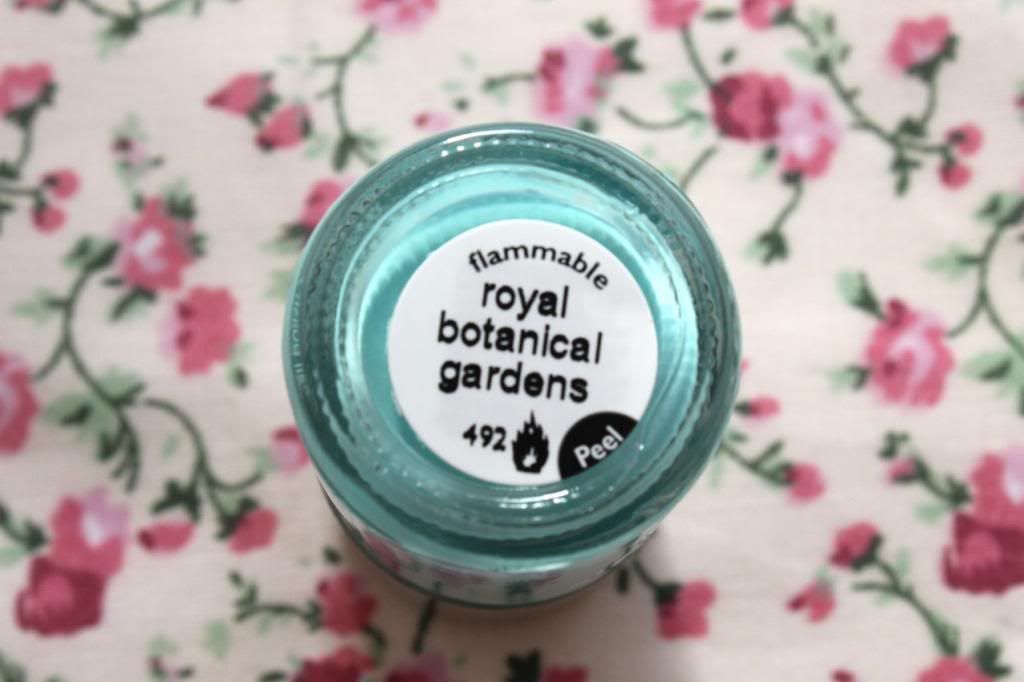 flammable
royal
botanical
gardens
492
Peel